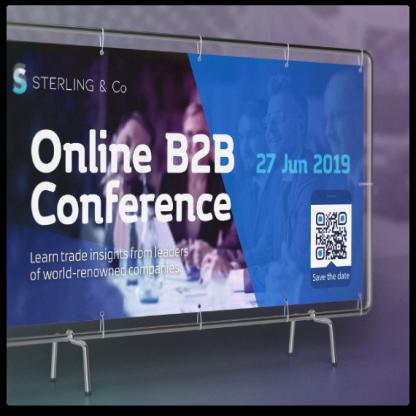 STERLING & Co
Online B2B
Conference
27 Jun 2019
Learn trade insights from leaders
of world-renowned companies
Save the date